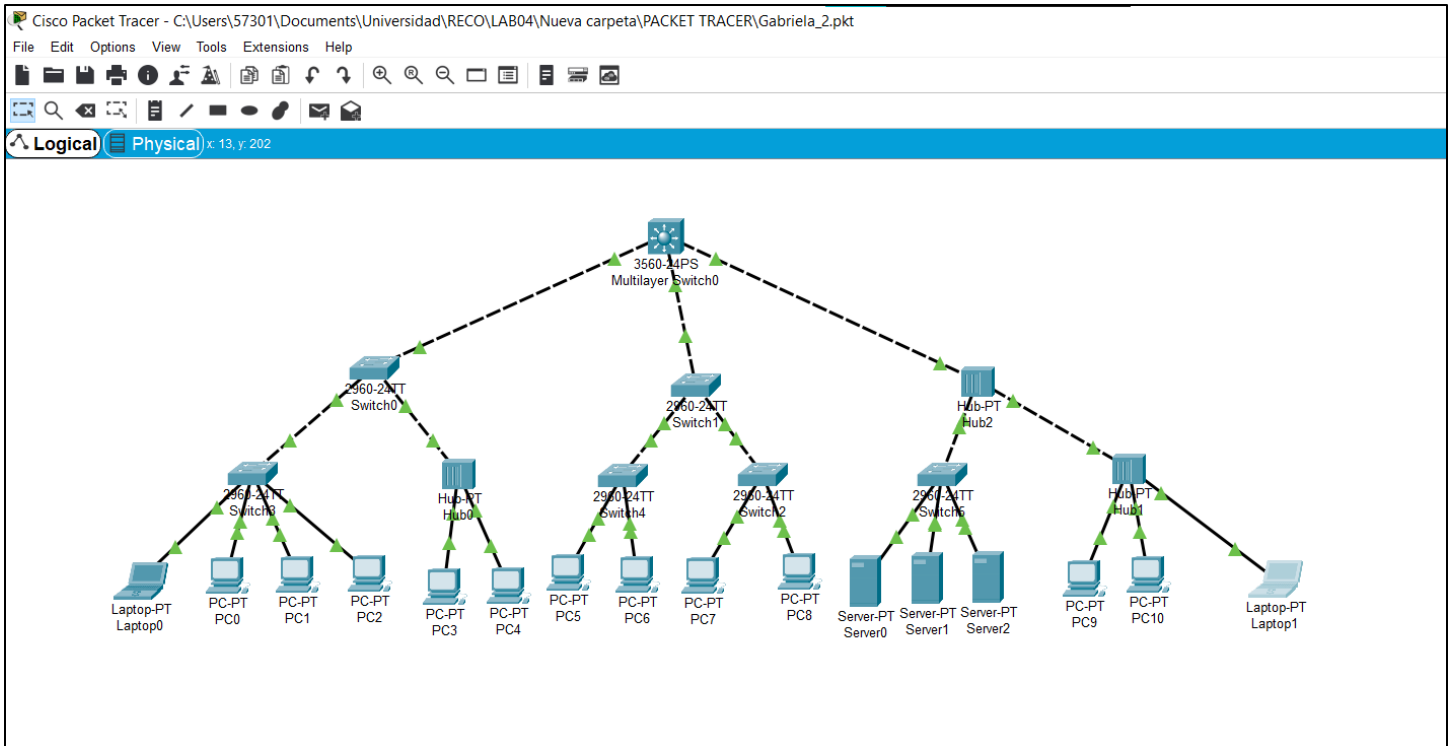 Cisco Packet Tracer - C:\Users\57301\Documents\Universidad\RECO\LAB04\Nueva carpeta\PACKET TRACER\Gabriela_2.pkt
File Edit Options View Tools Extensions Help
Logical Physical x: 13, y: 202
3560-24PS
Multilayer Switch0
2960-24TT
Switch0
2960-24TT
Switch1
Hub-PT
Hub2
2960-24TT
Switch3
Hub-PT
Hub0
2960-24TT
Switch4
2960-24TT
Switch2
2960-24TT
Switch5
Hub-PT
Hub1
Laptop-PT
Laptop0
PC-PT
PC0
PC-PT
PC1
PC-PT
PC2
PC-PT
PC3
PC-PT
PC4
PC-PT
PC5
PC-PT
PC6
PC-PT
PC7
PC-PT
PC8
Server-PT
Server0
Server-PT
Server1
Server-PT
Server2
PC-PT
PC9
PC-PT
PC10
Laptop-PT
Laptop1